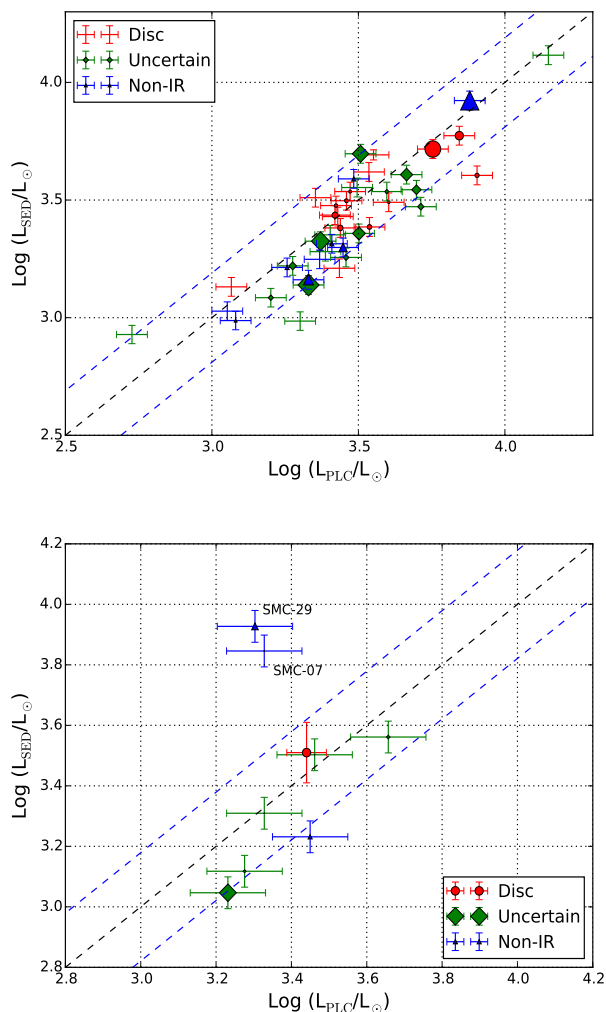 Disc
Uncertain
Non-IR
4.0
3.5
3.0
2.5
Log (L_SED/L_⊙)
2.5 3.0 3.5 4.0
Log (L_PLC/L_⊙)
4.2
4.0
3.8
3.6
3.4
3.2
3.0
2.8
Log (L_SED/L_⊙)
SMC-29
SMC-07
Disc
Uncertain
Non-IR
2.8 3.0 3.2 3.4 3.6 3.8 4.0 4.2
Log (L_PLC/L_⊙)